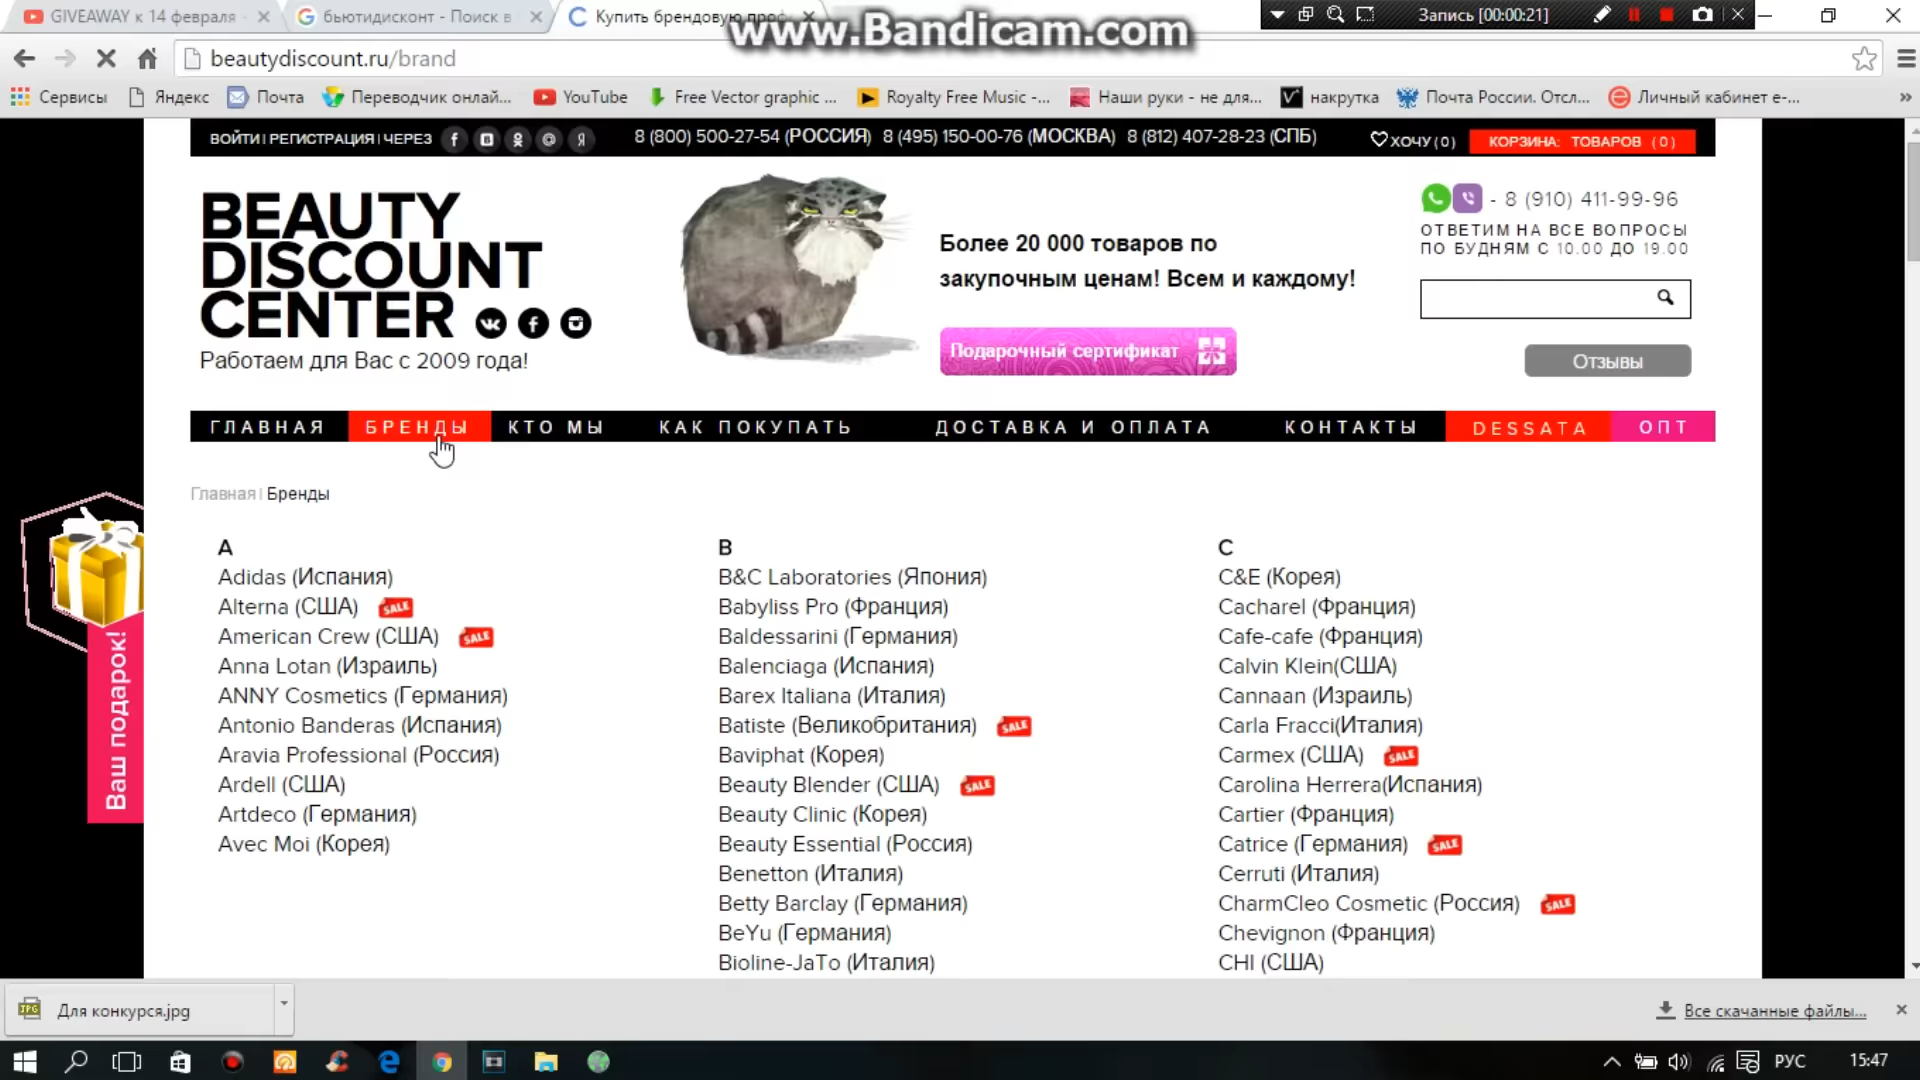 GIVEAWAY к 14 февраля
бьютидисконт - Поиск в
Купить брендовую проф
Запись [00:00:21]
www.Bandicam.com
beautydiscount.ru/brand
Сервисы
Яндекс
Почта
Переводчик онлай...
YouTube
Free Vector graphic ...
Royalty Free Music -...
Наши руки - не для...
накрутка
Почта России. Отсл...
Личный кабинет e-...
ВОЙТИ | РЕГИСТРАЦИЯ | ЧЕРЕЗ
8 (800) 500-27-54 (РОССИЯ) 8 (495) 150-00-76 (МОСКВА) 8 (812) 407-28-23 (СПБ)
ХОЧУ (0)
КОРЗИНА: ТОВАРОВ (0)
BEAUTY
DISCOUNT
CENTER
Работаем для Вас с 2009 года!
Более 20 000 товаров по
закупочным ценам! Всем и каждому!
Подарочный сертификат
- 8 (910) 411-99-96
ОТВЕТИМ НА ВСЕ ВОПРОСЫ
ПО БУДНЯМ С 10.00 ДО 19.00
Отзывы
ГЛАВНАЯ
БРЕНДЫ
КТО МЫ
КАК ПОКУПАТЬ
ДОСТАВКА И ОПЛАТА
КОНТАКТЫ
DESSATA
ОПТ
Главная | Бренды
Ваш подарок!
A
Adidas (Испания)
Alterna (США) SALE
American Crew (США) SALE
Anna Lotan (Израиль)
ANNY Cosmetics (Германия)
Antonio Banderas (Испания)
Aravia Professional (Россия)
Ardell (США)
Artdeco (Германия)
Avec Moi (Корея)
B
B&C Laboratories (Япония)
Babyliss Pro (Франция)
Baldessarini (Германия)
Balenciaga (Испания)
Barex Italiana (Италия)
Batiste (Великобритания) SALE
Baviphat (Корея)
Beauty Blender (США) SALE
Beauty Clinic (Корея)
Beauty Essential (Россия)
Benetton (Италия)
Betty Barclay (Германия)
BeYu (Германия)
Bioline-JaTo (Италия)
C
C&E (Корея)
Cacharel (Франция)
Cafe-cafe (Франция)
Calvin Klein(США)
Cannaan (Израиль)
Carla Fracci(Италия)
Carmex (США) SALE
Carolina Herrera(Испания)
Cartier (Франция)
Catrice (Германия) SALE
Cerruti (Италия)
CharmCleo Cosmetic (Россия) SALE
Chevignon (Франция)
CHI (США)
Для конкурся.jpg
Все скачанные файлы...
РУС
15:47